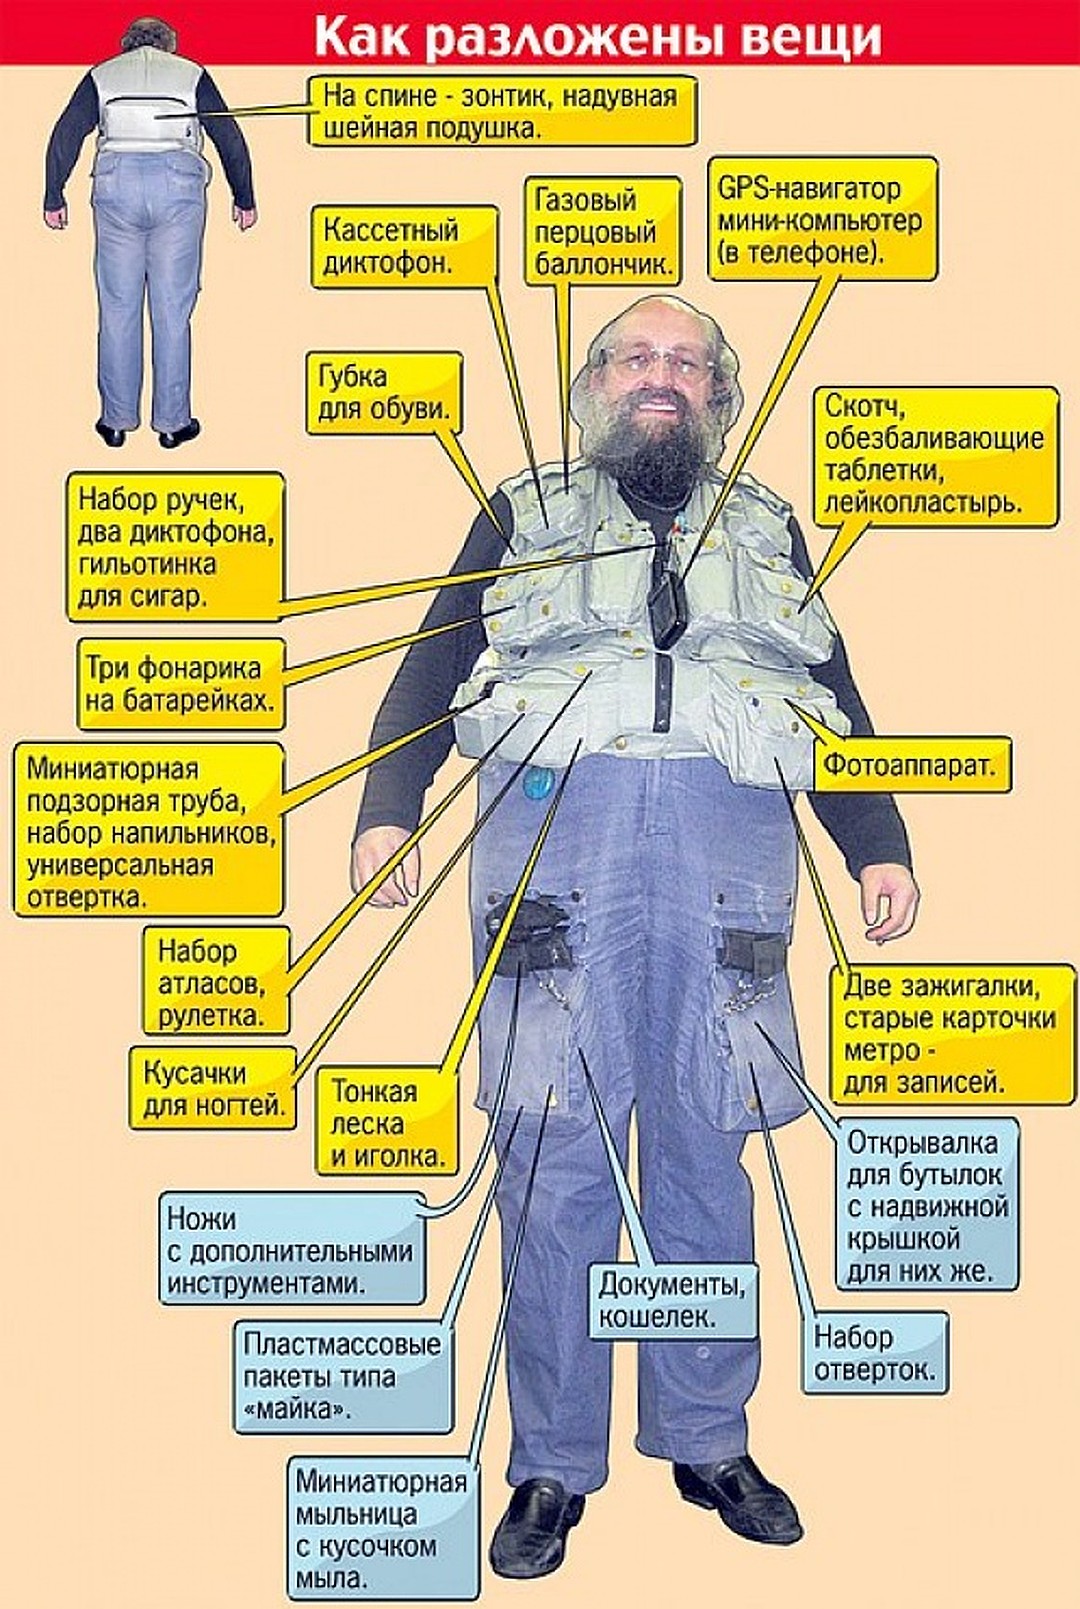 Как разложены вещи
На спине - зонтик, надувная
шейная подушка.
Кассетный
диктофон.
Газовый
перцовый
баллончик.
GPS-навигатор
мини-компьютер
(в телефоне).
Губка
для обуви.
Скотч,
обезбаливающие
таблетки,
лейкопластырь.
Набор ручек,
два диктофона,
гильотинка
для сигар.
Три фонарика
на батарейках.
Миниатюрная
подзорная труба,
набор напильников,
универсальная
отвертка.
Фотоаппарат.
Набор
атласов,
рулетка.
Кусачки
для ногтей.
Тонкая
леска
и иголка.
Две зажигалки,
старые карточки
метро -
для записей.
Ножи
с дополнительными
инструментами.
Открывалка
для бутылок
с надвижной
крышкой
для них же.
Документы,
кошелек.
Пластмассовые
пакеты типа
«майка».
Набор
отверток.
Миниатюрная
мыльница
с кусочком
мыла.